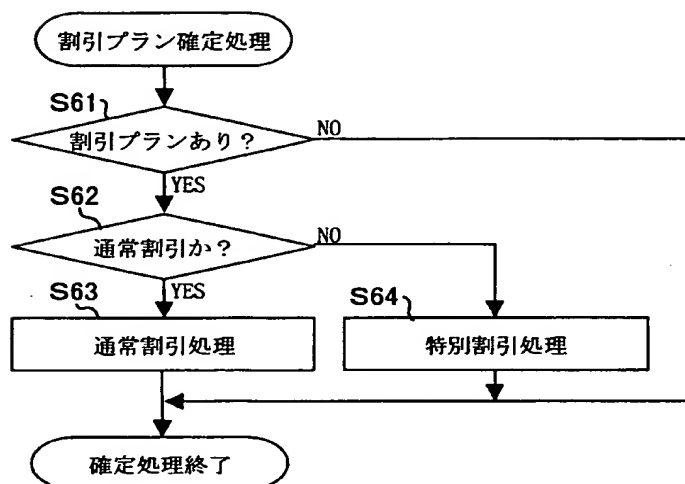 割引プラン確定処理
S61
割引プランあり？
NO
YES
S62
通常割引か？
NO
YES
S63
通常割引処理
S64
特別割引処理
確定処理終了